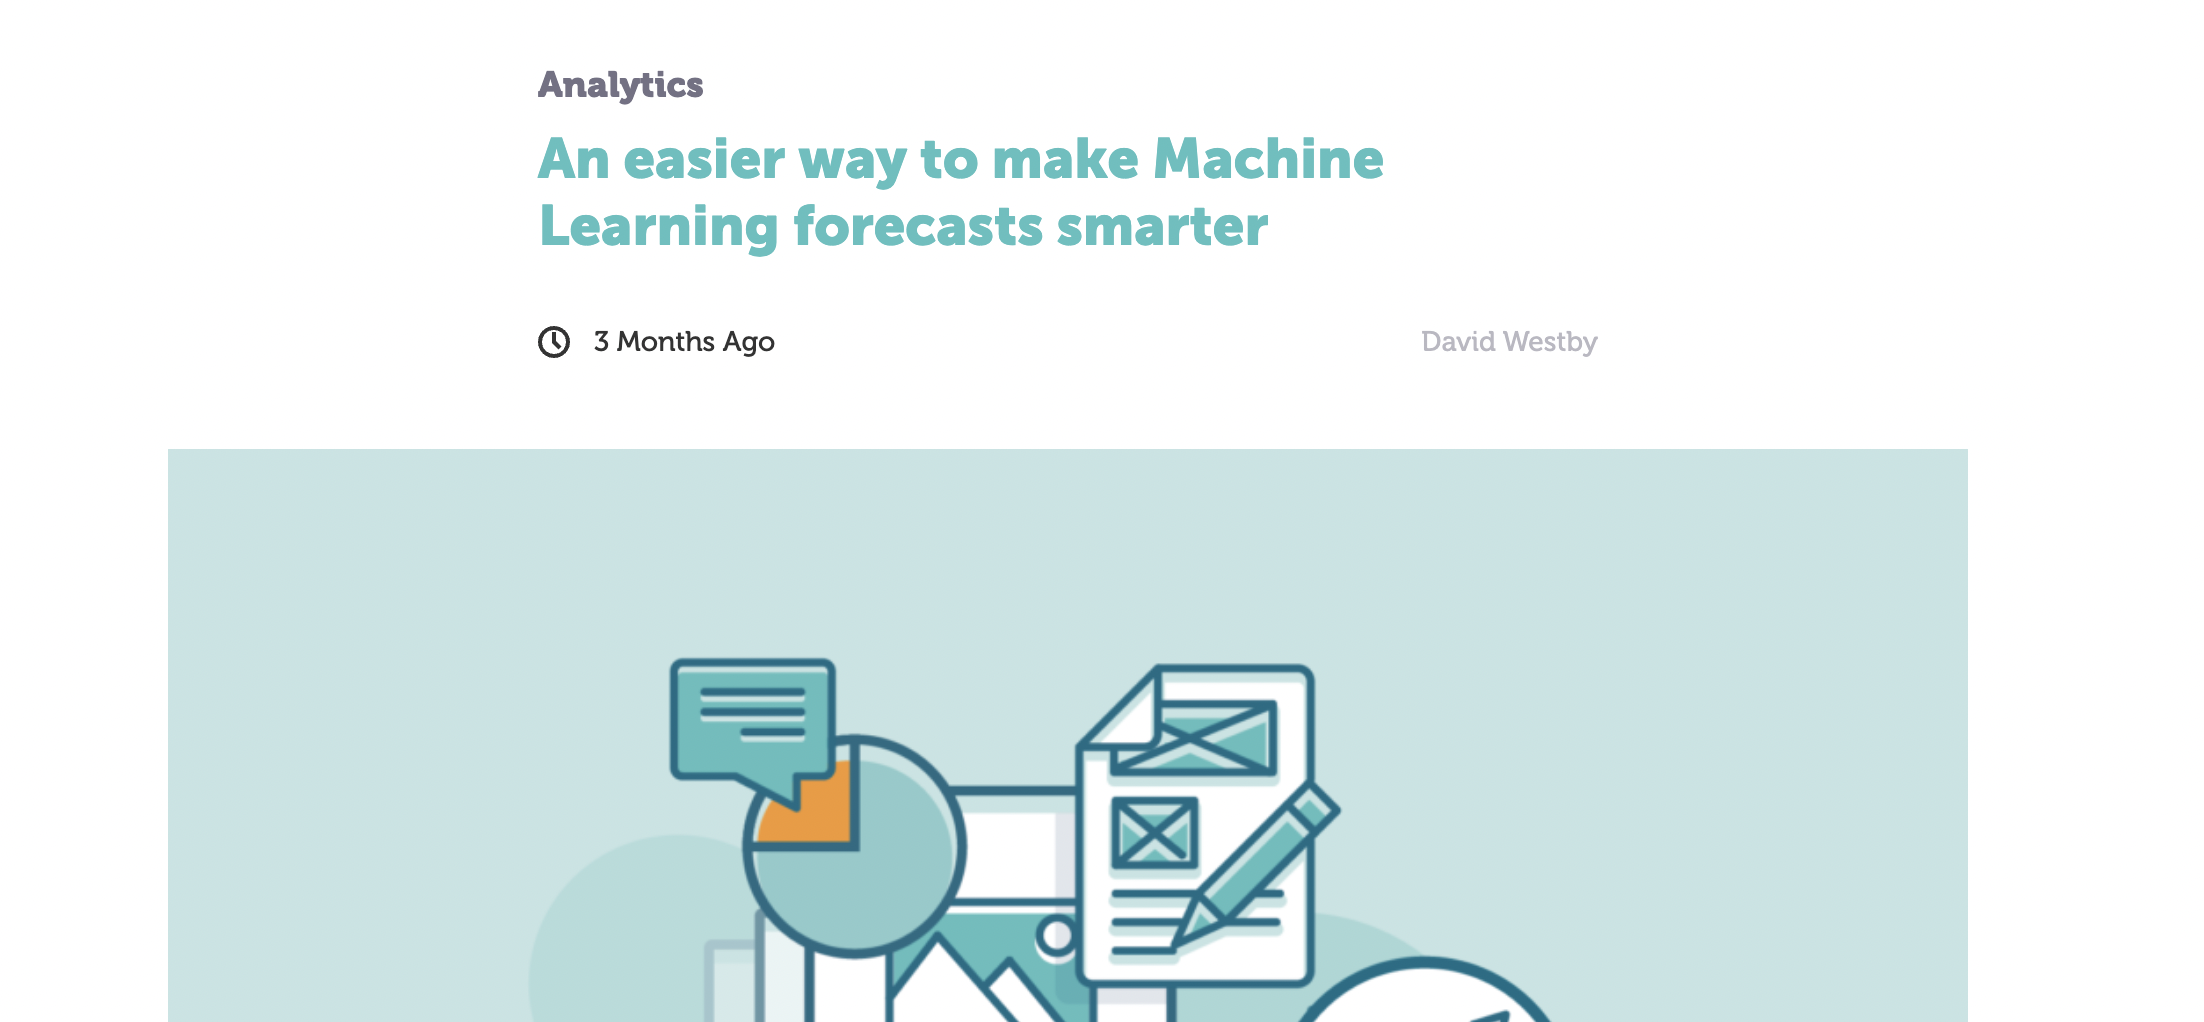 Analytics
An easier way to make Machine
Learning forecasts smarter
3 Months Ago
David Westby